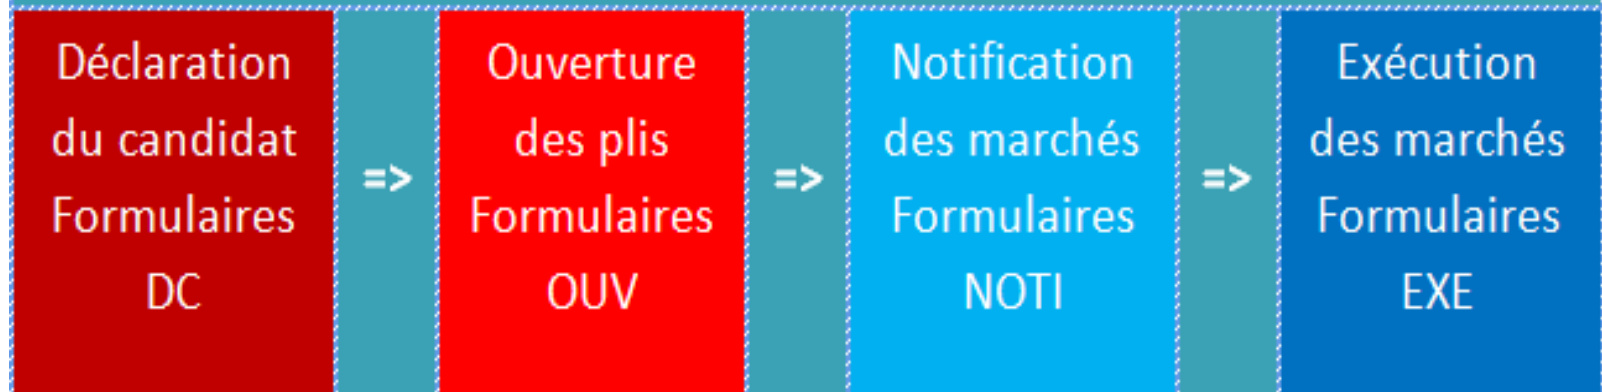 Déclaration
du candidat
Formulaires
DC
=>
Ouverture
des plis
Formulaires
OUV
=>
Notification
des marchés
Formulaires
NOTI
=>
Exécution
des marchés
Formulaires
EXE